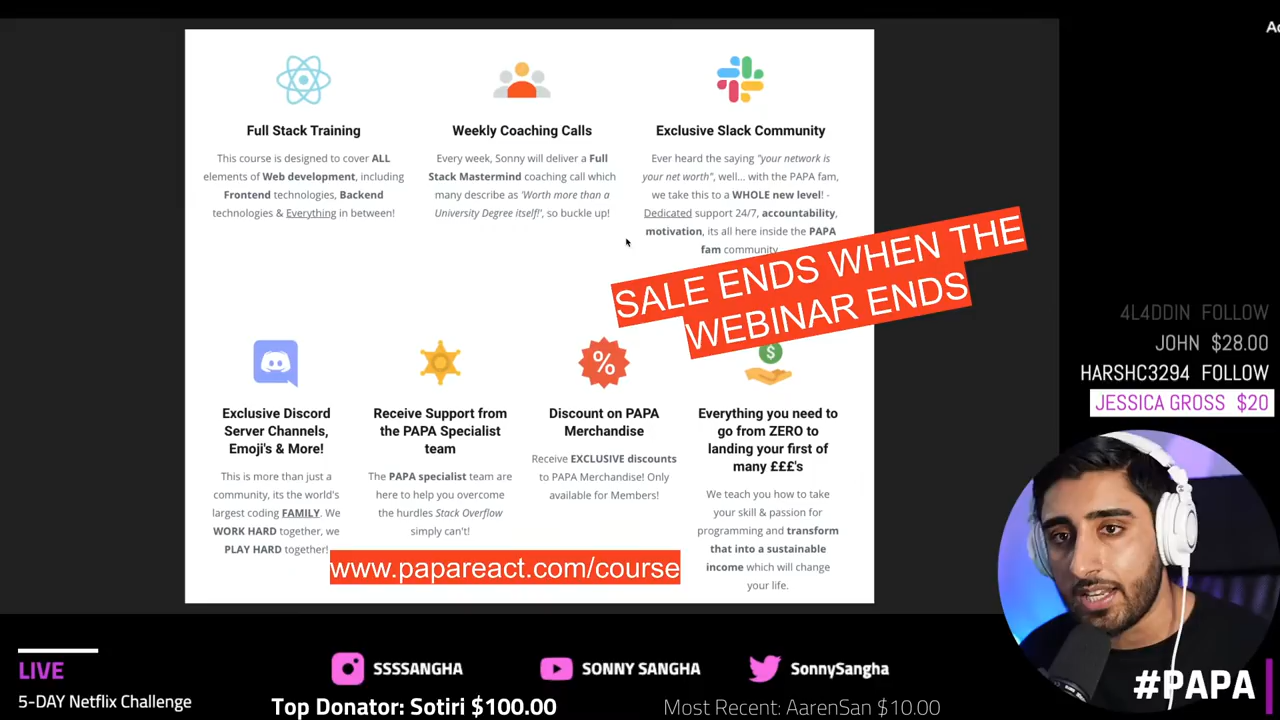 Ac
Full Stack Training
This course is designed to cover ALL
elements of Web development, including
Frontend technologies, Backend
technologies & Everything in between!
Weekly Coaching Calls
Every week, Sonny will deliver a Full
Stack Mastermind coaching call which
many describe as 'Worth more than a
University Degree itself!', so buckle up!
Exclusive Slack Community
Ever heard the saying "your network is
your net worth", well... with the PAPA fam,
we take this to a WHOLE new level! -
Dedicated support 24/7, accountability,
motivation, its all here inside the PAPA
fam community.
SALE ENDS WHEN THE
WEBINAR ENDS
Exclusive Discord
Server Channels,
Emoji's & More!
This is more than just a
community, its the world's
largest coding FAMILY. We
WORK HARD together, we
PLAY HARD together!
Receive Support from
the PAPA Specialist
team
The PAPA specialist team are
here to help you overcome
the hurdles Stack Overflow
simply can't!
%
Discount on PAPA
Merchandise
Receive EXCLUSIVE discounts
to PAPA Merchandise! Only
available for Members!
$
Everything you need to
go from ZERO to
landing your first of
many £££'s
We teach you how to take
your skill & passion for
programming and transform
that into a sustainable
income which will change
your life.
www.papareact.com/course
4L4DDIN FOLLOW
JOHN $28.00
HARSHC3294 FOLLOW
JESSICA GROSS $20
LIVE
5-DAY Netflix Challenge
SSSSANGHA
SONNY SANGHA
SonnySangha
Top Donator: Sotiri $100.00
Most Recent: AarenSan $10.00
#PAPA